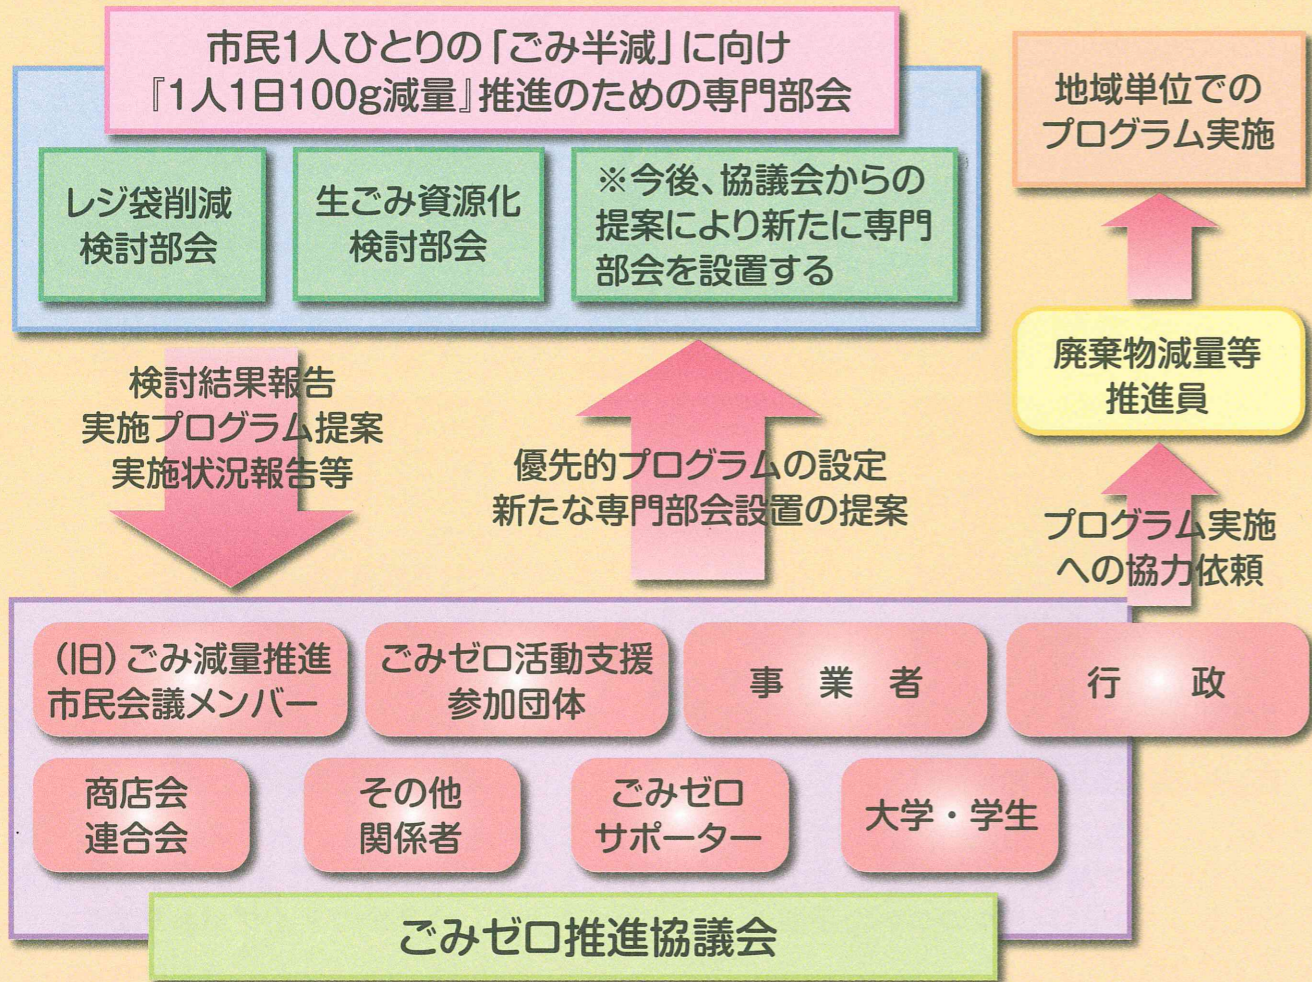 市民1人ひとりの「ごみ半減」に向け
『1人1日100g減量』推進のための専門部会
レジ袋削減
検討部会
生ごみ資源化
検討部会
※今後、協議会からの
提案により新たに専門
部会を設置する
地域単位での
プログラム実施
廃棄物減量等
推進員
検討結果報告
実施プログラム提案
実施状況報告等
優先的プログラムの設定
新たな専門部会設置の提案
プログラム実施
への協力依頼
(旧)ごみ減量推進
市民会議メンバー
ごみゼロ活動支援
参加団体
事業者
行政
商店会
連合会
その他
関係者
ごみゼロ
サポーター
大学・学生
ごみゼロ推進協議会